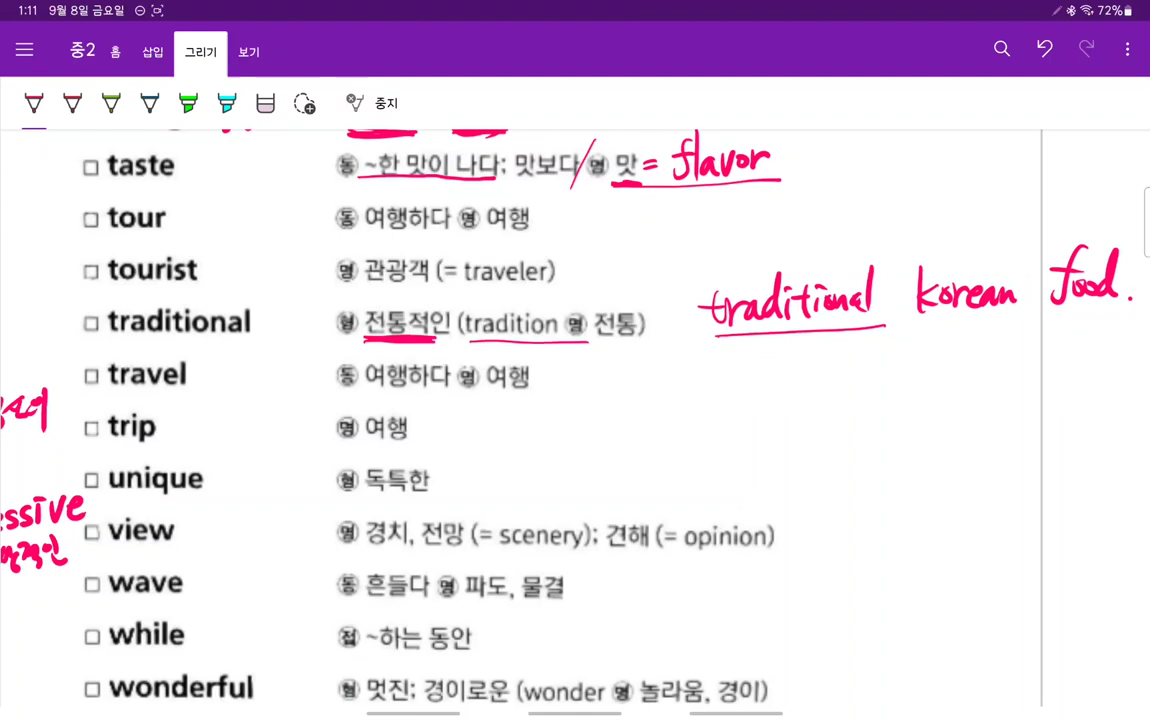 1:11 9월 8일 금요일 72%
중2 홈 삽입 그리기 보기
중지
taste 동 ~한 맛이 나다; 맛보다 / 명 맛 = flavor
tour 동 여행하다 명 여행
tourist 명 관광객 (= traveler)
traditional 형 전통적인 (tradition 명 전통) traditional korean food.
travel 동 여행하다 명 여행
trip 명 여행
unique 형 독특한
ssive
view 명 경치, 전망 (= scenery); 견해 (= opinion)
wave 동 흔들다 명 파도, 물결
while 접 ~하는 동안
wonderful 형 멋진; 경이로운 (wonder 명 놀라움, 경이)